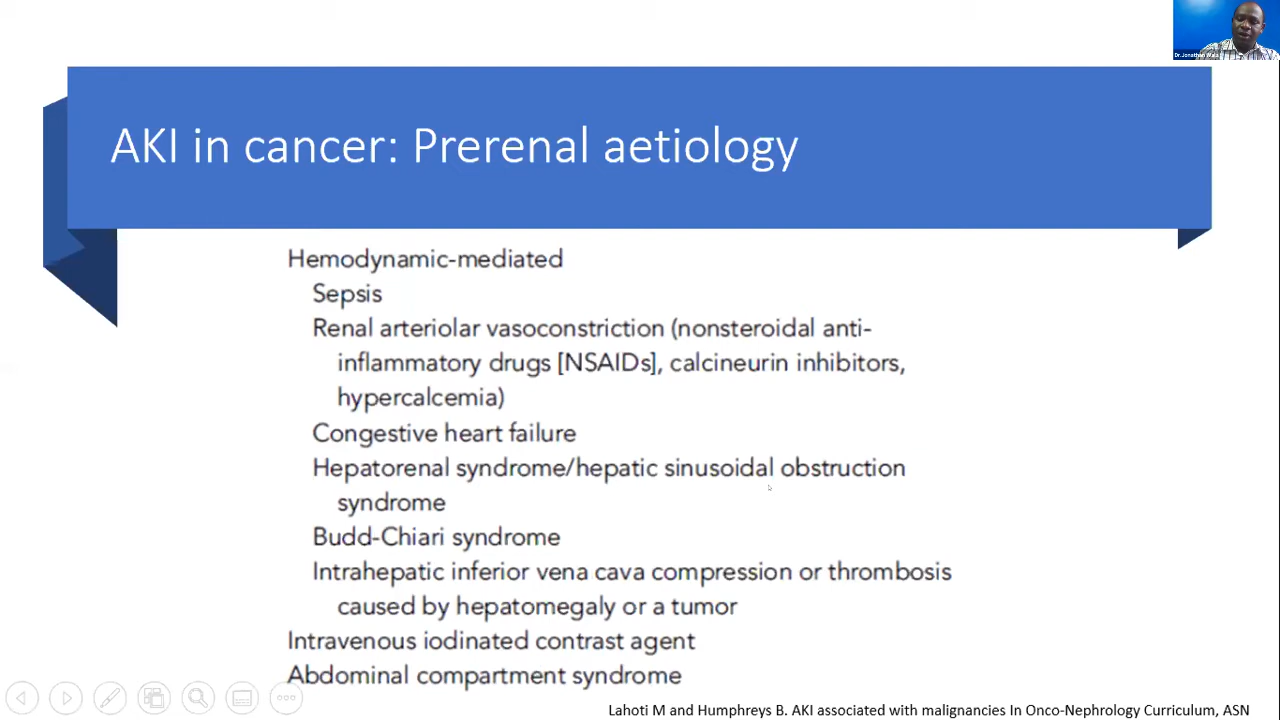 Dr.Jonathan
AKI in cancer: Prerenal aetiology
Hemodynamic-mediated
Sepsis
Renal arteriolar vasoconstriction (nonsteroidal anti-
inflammatory drugs [NSAIDs], calcineurin inhibitors,
hypercalcemia)
Congestive heart failure
Hepatorenal syndrome/hepatic sinusoidal obstruction
syndrome
Budd-Chiari syndrome
Intrahepatic inferior vena cava compression or thrombosis
caused by hepatomegaly or a tumor
Intravenous iodinated contrast agent
Abdominal compartment syndrome
Lahoti M and Humphreys B. AKI associated with malignancies In Onco-Nephrology Curriculum, ASN